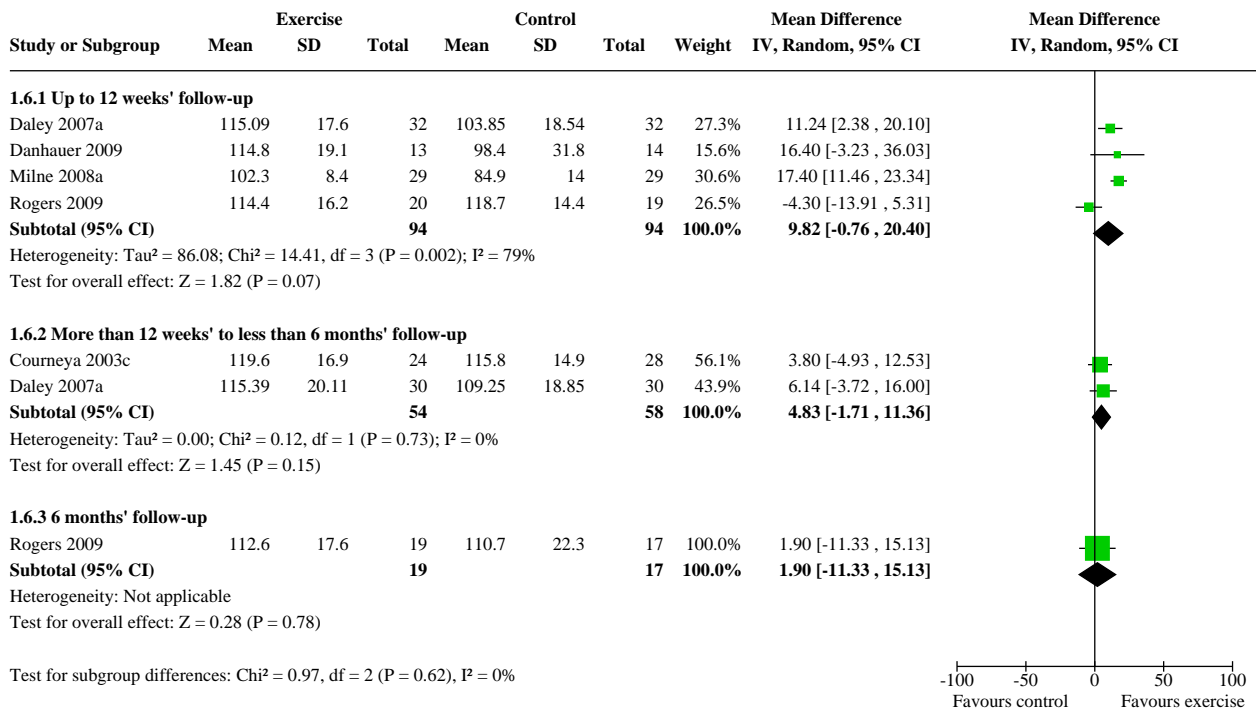 Exercise Control Mean Difference Mean Difference
Study or Subgroup Mean SD Total Mean SD Total Weight IV, Random, 95% CI IV, Random, 95% CI
1.6.1 Up to 12 weeks' follow-up
Daley 2007a 115.09 17.6 32 103.85 18.54 32 27.3% 11.24 [2.38 , 20.10]
Danhauer 2009 114.8 19.1 13 98.4 31.8 14 15.6% 16.40 [-3.23 , 36.03]
Milne 2008a 102.3 8.4 29 84.9 14 29 30.6% 17.40 [11.46 , 23.34]
Rogers 2009 114.4 16.2 20 118.7 14.4 19 26.5% -4.30 [-13.91 , 5.31]
Subtotal (95% CI) 94 94 100.0% 9.82 [-0.76 , 20.40]
Heterogeneity: Tau² = 86.08; Chi² = 14.41, df = 3 (P = 0.002); I² = 79%
Test for overall effect: Z = 1.82 (P = 0.07)
1.6.2 More than 12 weeks' to less than 6 months' follow-up
Courneya 2003c 119.6 16.9 24 115.8 14.9 28 56.1% 3.80 [-4.93 , 12.53]
Daley 2007a 115.39 20.11 30 109.25 18.85 30 43.9% 6.14 [-3.72 , 16.00]
Subtotal (95% CI) 54 58 100.0% 4.83 [-1.71 , 11.36]
Heterogeneity: Tau² = 0.00; Chi² = 0.12, df = 1 (P = 0.73); I² = 0%
Test for overall effect: Z = 1.45 (P = 0.15)
1.6.3 6 months' follow-up
Rogers 2009 112.6 17.6 19 110.7 22.3 17 100.0% 1.90 [-11.33 , 15.13]
Subtotal (95% CI) 19 17 100.0% 1.90 [-11.33 , 15.13]
Heterogeneity: Not applicable
Test for overall effect: Z = 0.28 (P = 0.78)
Test for subgroup differences: Chi² = 0.97, df = 2 (P = 0.62), I² = 0%
-100 -50 0 50 100
Favours control Favours exercise